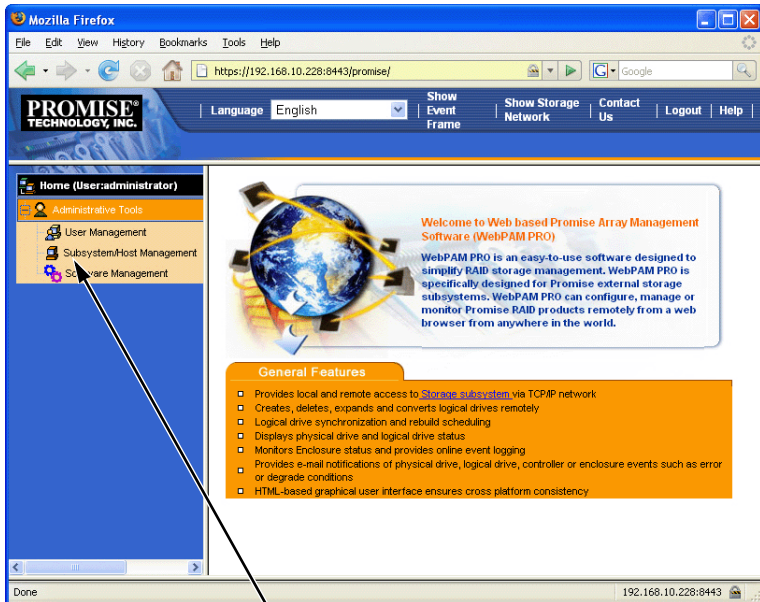 Mozilla Firefox
File Edit View History Bookmarks Tools Help
https://192.168.10.228:8443/promise/
G Google
PROMISE®
TECHNOLOGY, INC.
Language English
Show Event Frame
Show Storage Network
Contact Us
Logout
Help
Home (User:administrator)
Administrative Tools
User Management
Subsystem/Host Management
Software Management
Welcome to Web based Promise Array Management
Software (WebPAM PRO)
WebPAM PRO is an easy-to-use software designed to
simplify RAID storage management. WebPAM PRO is
specifically designed for Promise external storage
subsystems. WebPAM PRO can configure, manage or
monitor Promise RAID products remotely from a web
browser from anywhere in the world.
General Features
Provides local and remote access to Storage subsystem via TCP/IP network
Creates, deletes, expands and converts logical drives remotely
Logical drive synchronization and rebuild scheduling
Displays physical drive and logical drive status
Monitors Enclosure status and provides online event logging
Provides e-mail notifications of physical drive, logical drive, controller or enclosure events such as error
or degrade conditions
HTML-based graphical user interface ensures cross platform consistency
Done
192.168.10.228:8443